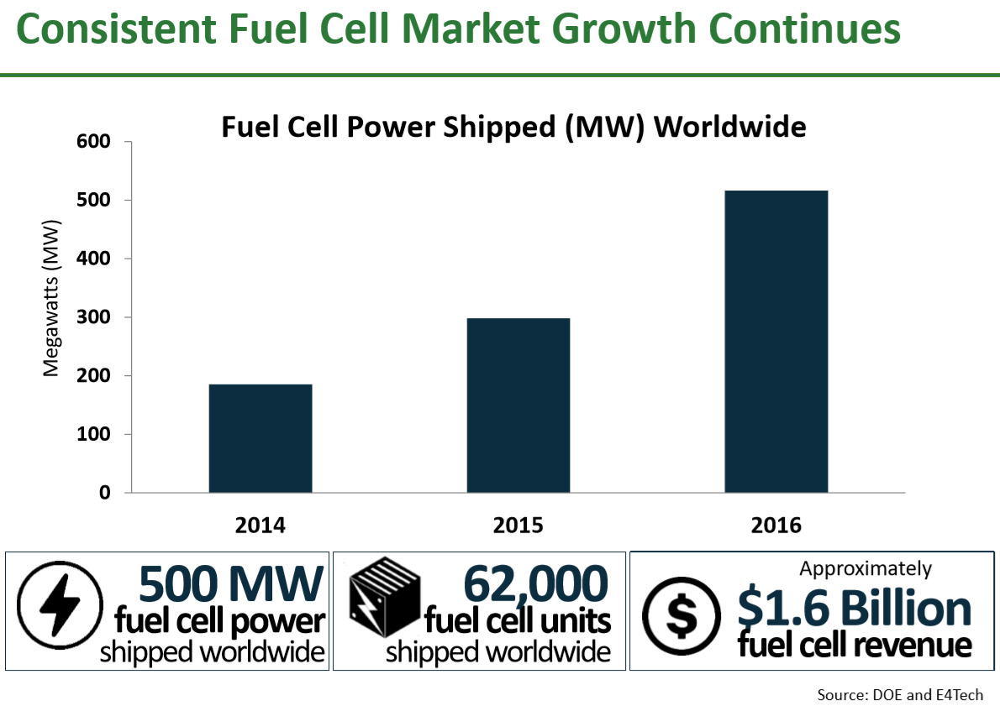 Consistent Fuel Cell Market Growth Continues
Fuel Cell Power Shipped (MW) Worldwide
Megawatts (MW)
600
500
400
300
200
100
0
2014
2015
2016
500 MW
fuel cell power
shipped worldwide
62,000
fuel cell units
shipped worldwide
Approximately
$1.6 Billion
fuel cell revenue
$
Source: DOE and E4Tech